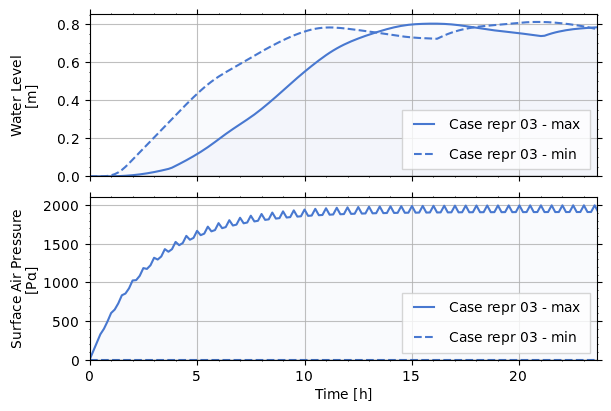 0.8
0.6
0.4
0.2
0.0
Water Level
[m]
Case repr 03 - max
Case repr 03 - min
2000
1500
1000
500
0
Surface Air Pressure
[Pα]
Case repr 03 - max
Case repr 03 - min
0 5 10 15 20
Time [h]